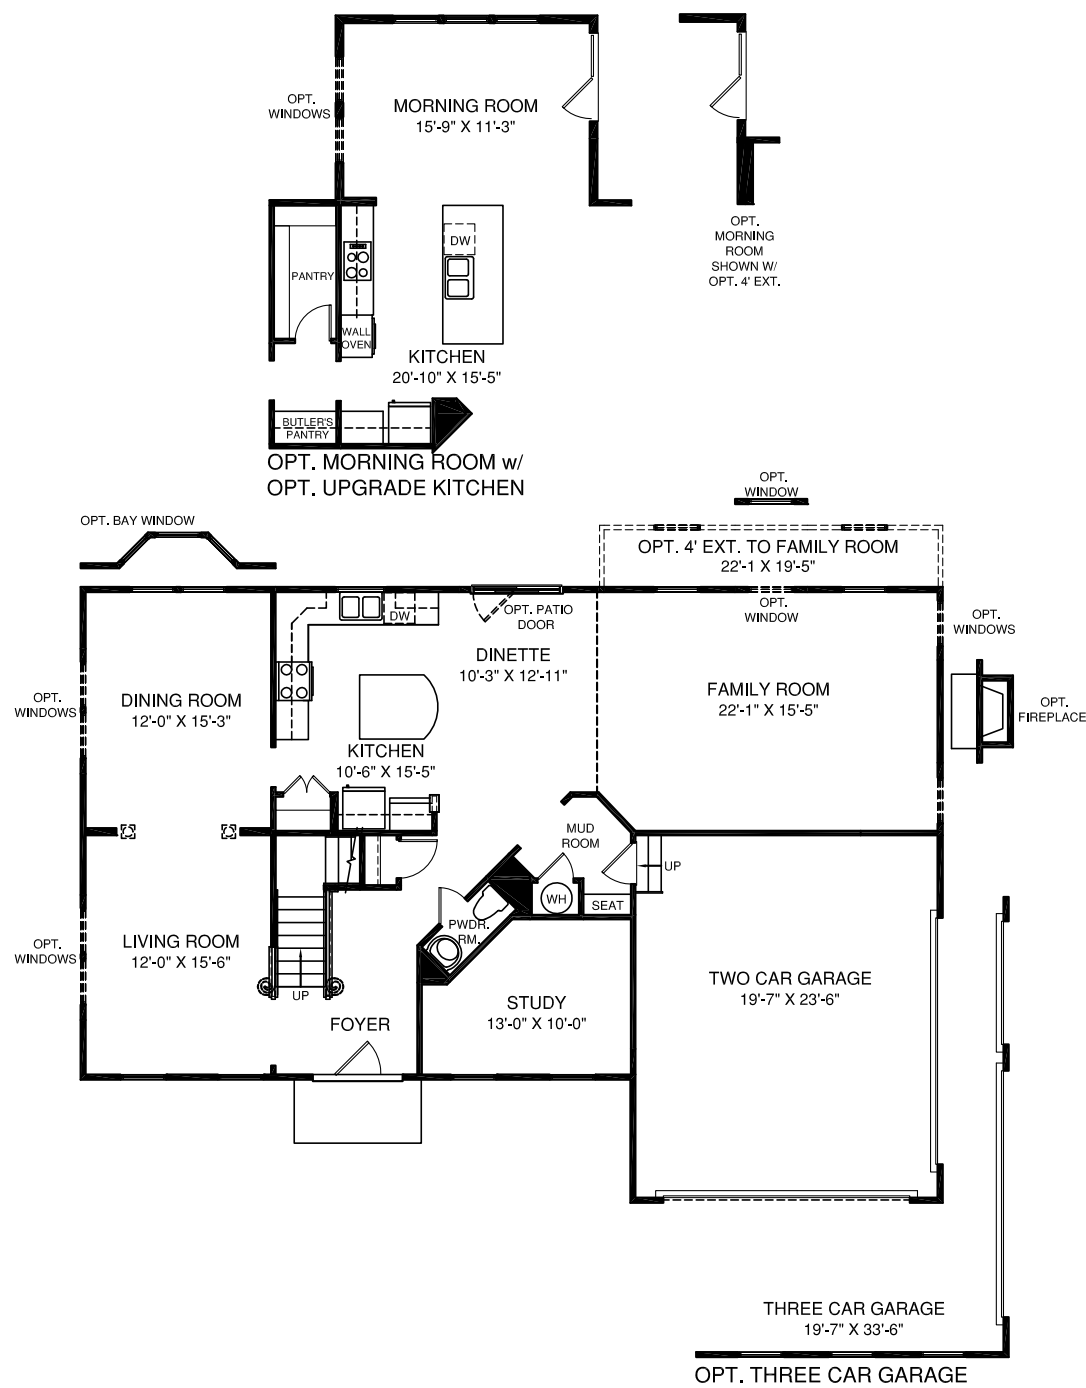 OPT.
WINDOWS
MORNING ROOM
15'-9" X 11'-3"
DW
PANTRY
WALL
OVEN
KITCHEN
20'-10" X 15'-5"
BUTLER'S
PANTRY
OPT. MORNING ROOM w/
OPT. UPGRADE KITCHEN
OPT.
MORNING
ROOM
SHOWN W/
OPT. 4' EXT.
OPT.
WINDOW
OPT. BAY WINDOW
OPT. 4' EXT. TO FAMILY ROOM
22'-1 X 19'-5"
OPT.
WINDOW
DW
OPT. PATIO
DOOR
OPT.
WINDOWS
DINETTE
10'-3" X 12'-11"
OPT.
WINDOWS
DINING ROOM
12'-0" X 15'-3"
FAMILY ROOM
22'-1" X 15'-5"
OPT.
FIREPLACE
KITCHEN
10'-6" X 15'-5"
MUD
ROOM
UP
WH
SEAT
PWDR.
RM.
OPT.
WINDOWS
LIVING ROOM
12'-0" X 15'-6"
UP
FOYER
STUDY
13'-0" X 10'-0"
TWO CAR GARAGE
19'-7" X 23'-6"
THREE CAR GARAGE
19'-7" X 33'-6"
OPT. THREE CAR GARAGE